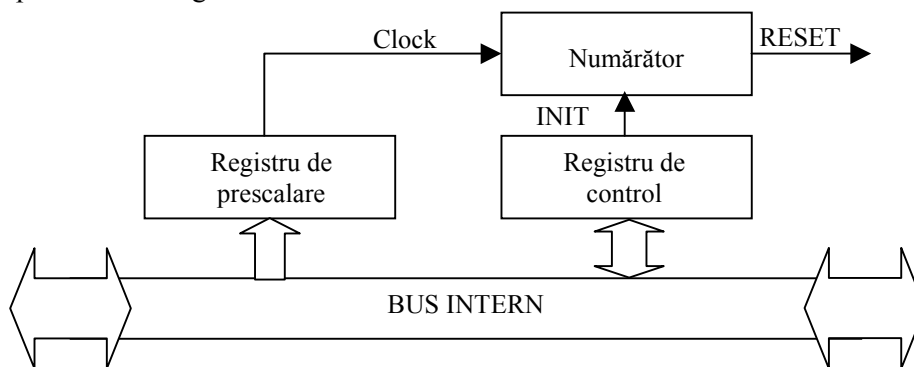 Clock
Numărător
RESET
INIT
Registru de
prescalare
Registru de
control
BUS INTERN